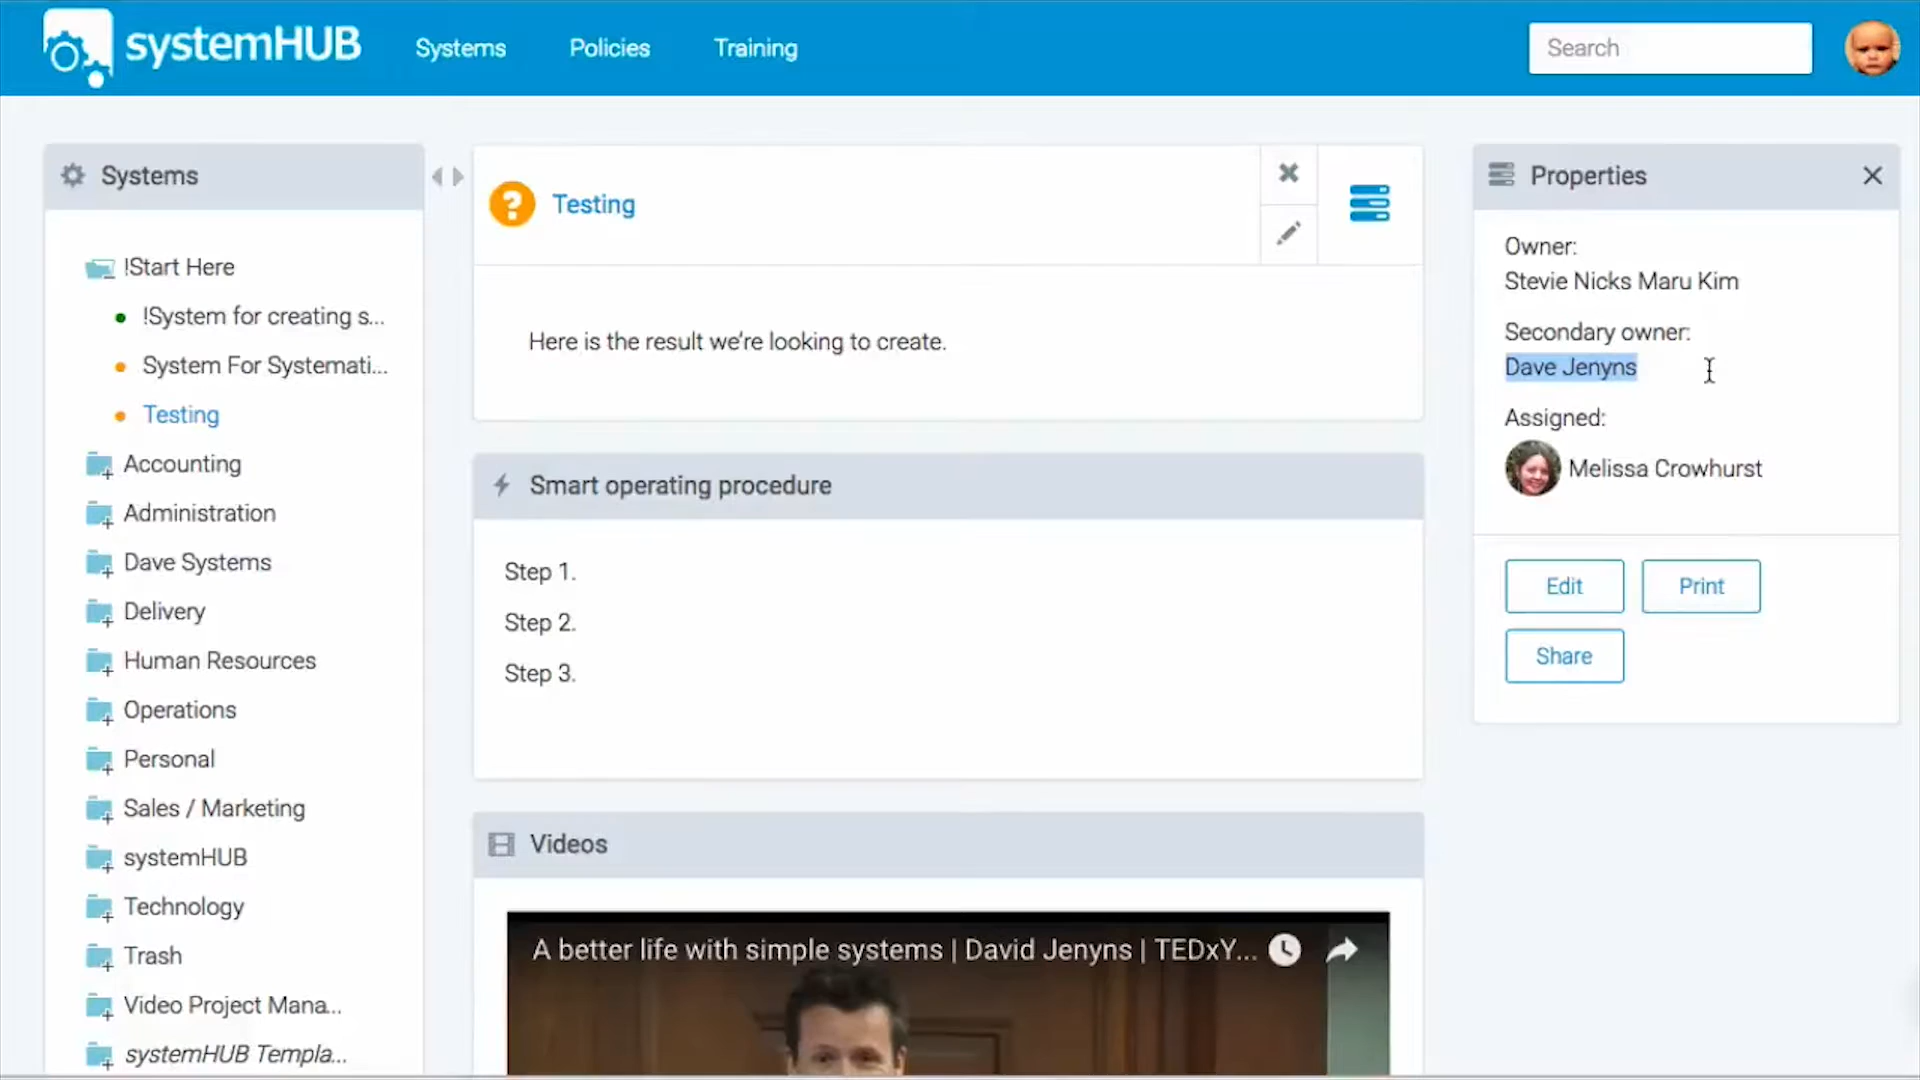 systemHUB
Systems
Policies
Training
Search
Systems
!Start Here
!System for creating s...
System For Systemati...
Testing
Accounting
Administration
Dave Systems
Delivery
Human Resources
Operations
Personal
Sales / Marketing
systemHUB
Technology
Trash
Video Project Mana...
systemHUB Templa...
?
Testing
Here is the result we're looking to create.
Smart operating procedure
Step 1.
Step 2.
Step 3.
Videos
A better life with simple systems | David Jenyns | TEDxY...
Properties
Owner:
Stevie Nicks Maru Kim
Secondary owner:
Dave Jenyns
Assigned:
Melissa Crowhurst
Edit
Print
Share